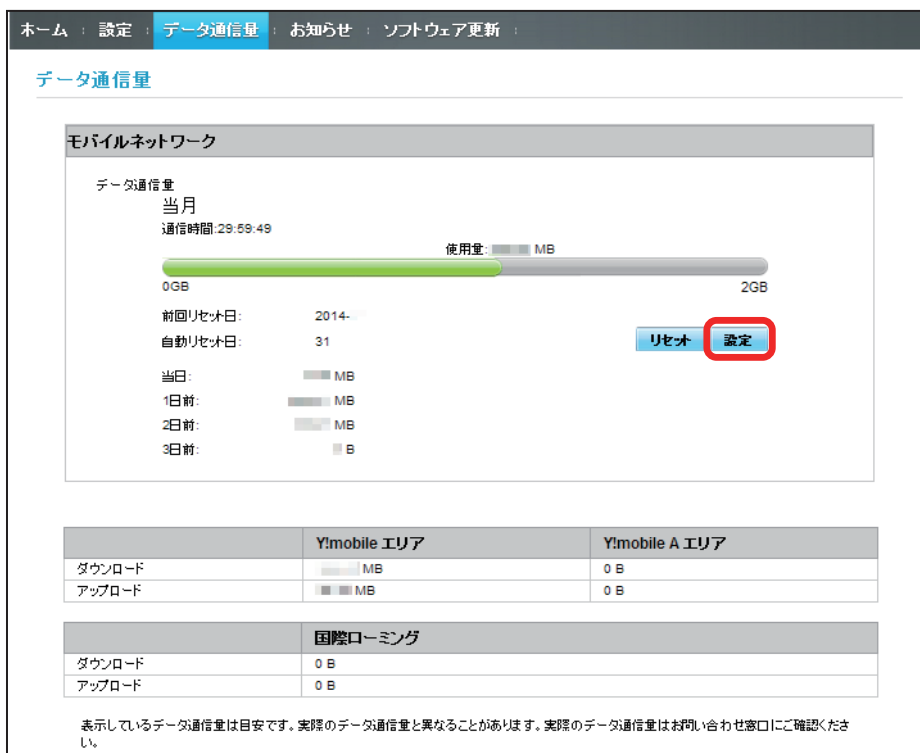 ホーム : 設定 : データ通信量 : お知らせ : ソフトウェア更新 :
データ通信量
モバイルネットワーク
データ通信量
当月
通信時間:29:59:49
使用量: MB
0GB 2GB
前回リセット日: 2014-
自動リセット日: 31
リセット 設定
当日: MB
1日前: MB
2日前: MB
3日前: B
Y!mobile エリア Y!mobile A エリア
ダウンロード MB 0 B
アップロード MB 0 B
国際ローミング
ダウンロード 0 B
アップロード 0 B
表示しているデータ通信量は目安です。実際のデータ通信量と異なることがあります。実際のデータ通信量はお問い合わせ窓口にご確認くださ
い。